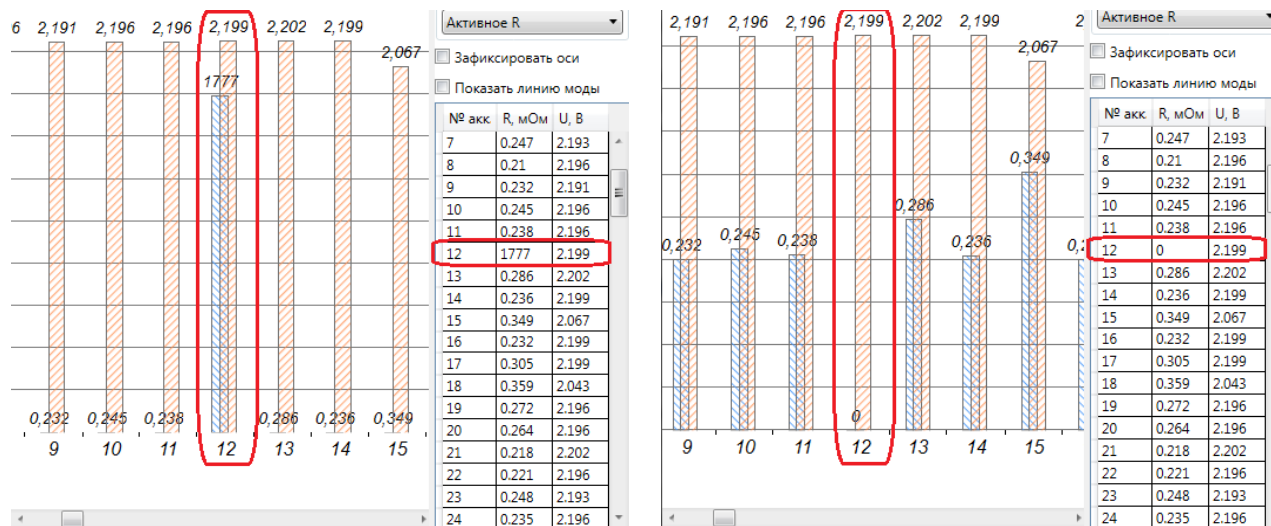 6 2,191 2,196 2,196 2,199 2,202 2,199
2,067
1777
0,232 0,245 0,238 0,286 0,236 0,349
9 10 11 12 13 14 15
Активное R
Зафиксировать оси
Показать линию моды
№ акк R, мОм U, В
7 0.247 2.193
8 0.21 2.196
9 0.232 2.191
10 0.245 2.196
11 0.238 2.196
12 1777 2.199
13 0.286 2.202
14 0.236 2.199
15 0.349 2.067
16 0.232 2.199
17 0.305 2.199
18 0.359 2.043
19 0.272 2.196
20 0.264 2.196
21 0.218 2.202
22 0.221 2.196
23 0.248 2.193
24 0.235 2.196
2,191 2,196 2,196 2,199 2,202 2,199 2
2,067
0,349
0,286
0,232 0,245 0,238 0,236
0
9 10 11 12 13 14 15
Активное R
Зафиксировать оси
Показать линию моды
№ акк R, мОм U, В
7 0.247 2.193
8 0.21 2.196
9 0.232 2.191
10 0.245 2.196
11 0.238 2.196
12 0 2.199
13 0.286 2.202
14 0.236 2.199
15 0.349 2.067
16 0.232 2.199
17 0.305 2.199
18 0.359 2.043
19 0.272 2.196
20 0.264 2.196
21 0.218 2.202
22 0.221 2.196
23 0.248 2.193
24 0.235 2.196